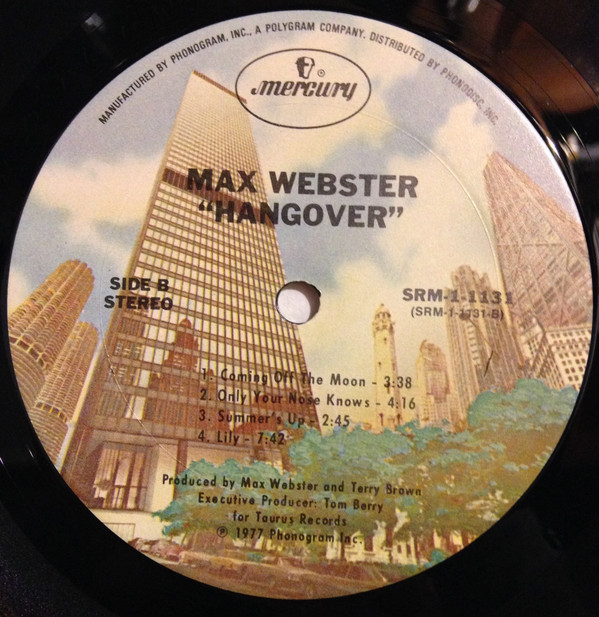 MANUFACTURED BY PHONOGRAM, INC., A POLYGRAM COMPANY. DISTRIBUTED BY PHONODISC, INC.
mercury ®
MAX WEBSTER
"HANGOVER"
SIDE B
STEREO
SRM-1-1131
(SRM-1-1131-B)
1. Coming Off The Moon - 3:38
2. Only Your Nose Knows - 4:16
3. Summer's Up - 2:45
4. Lily - 7:42
Produced by Max Webster and Terry Brown
Executive Producer: Tom Berry
for Taurus Records
℗ 1977 Phonogram Inc.